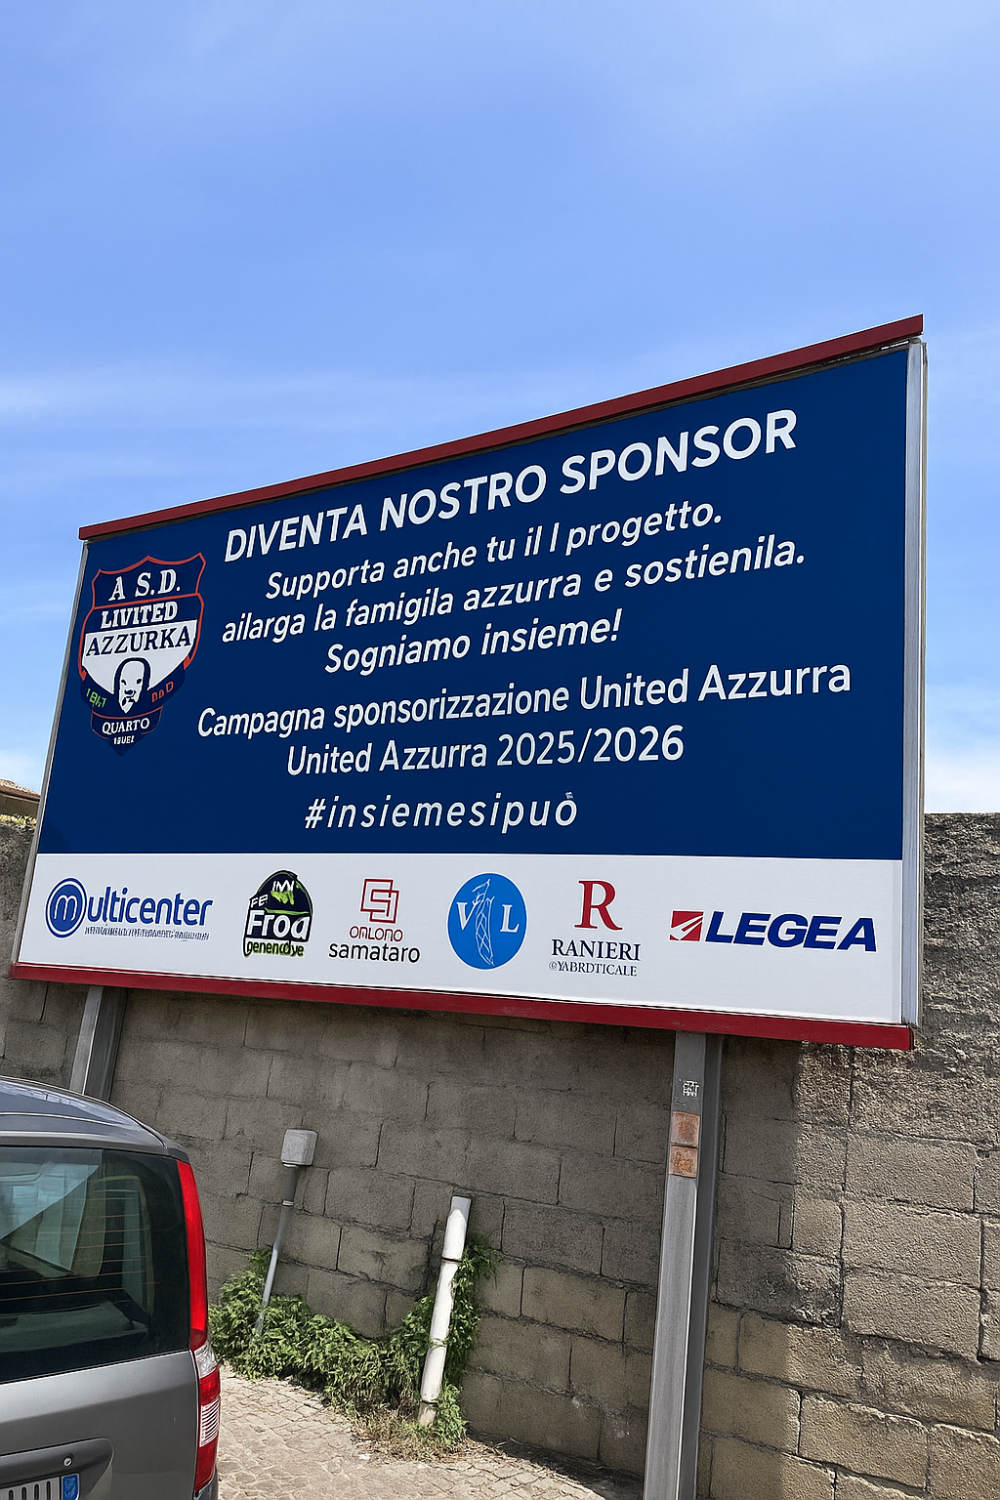 DIVENTA NOSTRO SPONSOR
Supporta anche tu il l progetto.
ailarga la famigila azzurra e sostienila.
Sogniamo insieme!
Campagna sponsorizzazione United Azzurra
United Azzurra 2025/2026
#insiemesipuò
A S.D.
LIVITED
AZZURKA
QUARTO
multicenter
Frod
samataro
V L
R
RANIERI
LEGEA